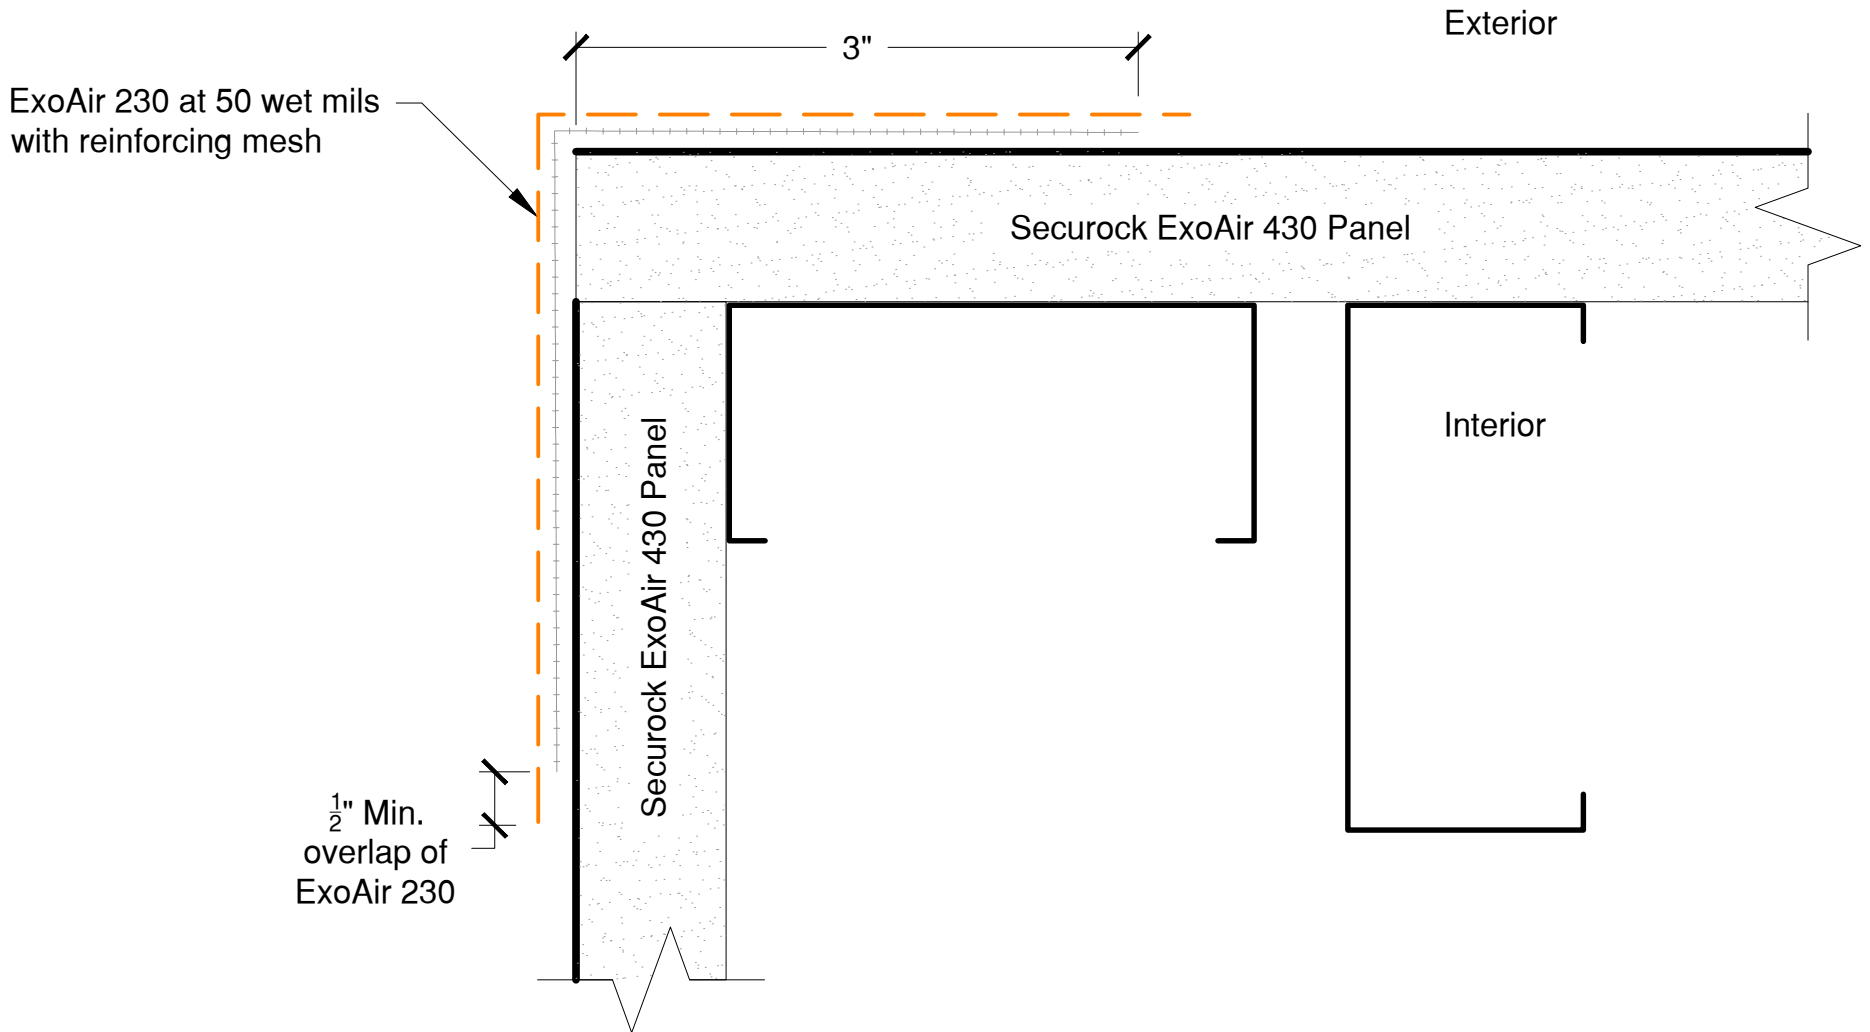 Exterior
3"
ExoAir 230 at 50 wet mils
with reinforcing mesh
Securock ExoAir 430 Panel
Interior
Securock ExoAir 430 Panel
½" Min.
overlap of
ExoAir 230